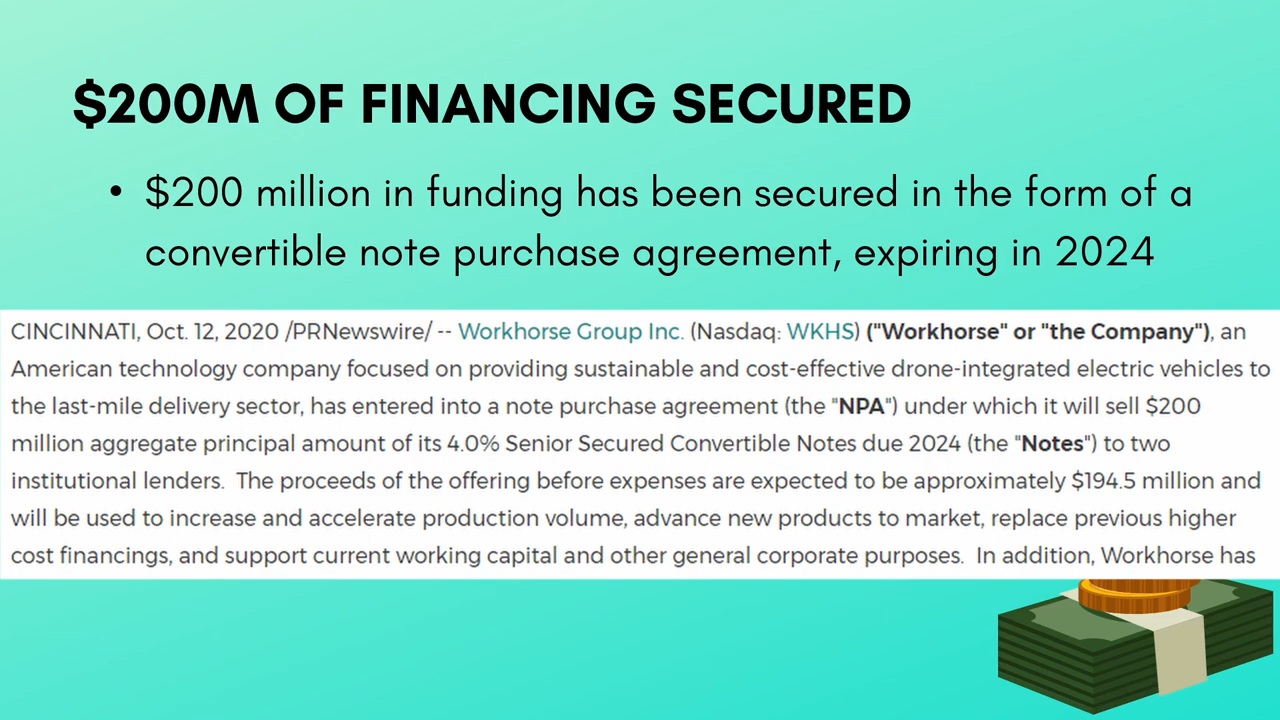 $200M OF FINANCING SECURED
• $200 million in funding has been secured in the form of a
convertible note purchase agreement, expiring in 2024
CINCINNATI, Oct. 12, 2020 /PRNewswire/ -- Workhorse Group Inc. (Nasdaq: WKHS) ("Workhorse" or "the Company"), an
American technology company focused on providing sustainable and cost-effective drone-integrated electric vehicles to
the last-mile delivery sector, has entered into a note purchase agreement (the "NPA") under which it will sell $200
million aggregate principal amount of its 4.0% Senior Secured Convertible Notes due 2024 (the "Notes") to two
institutional lenders.  The proceeds of the offering before expenses are expected to be approximately $194.5 million and
will be used to increase and accelerate production volume, advance new products to market, replace previous higher
cost financings, and support current working capital and other general corporate purposes.  In addition, Workhorse has